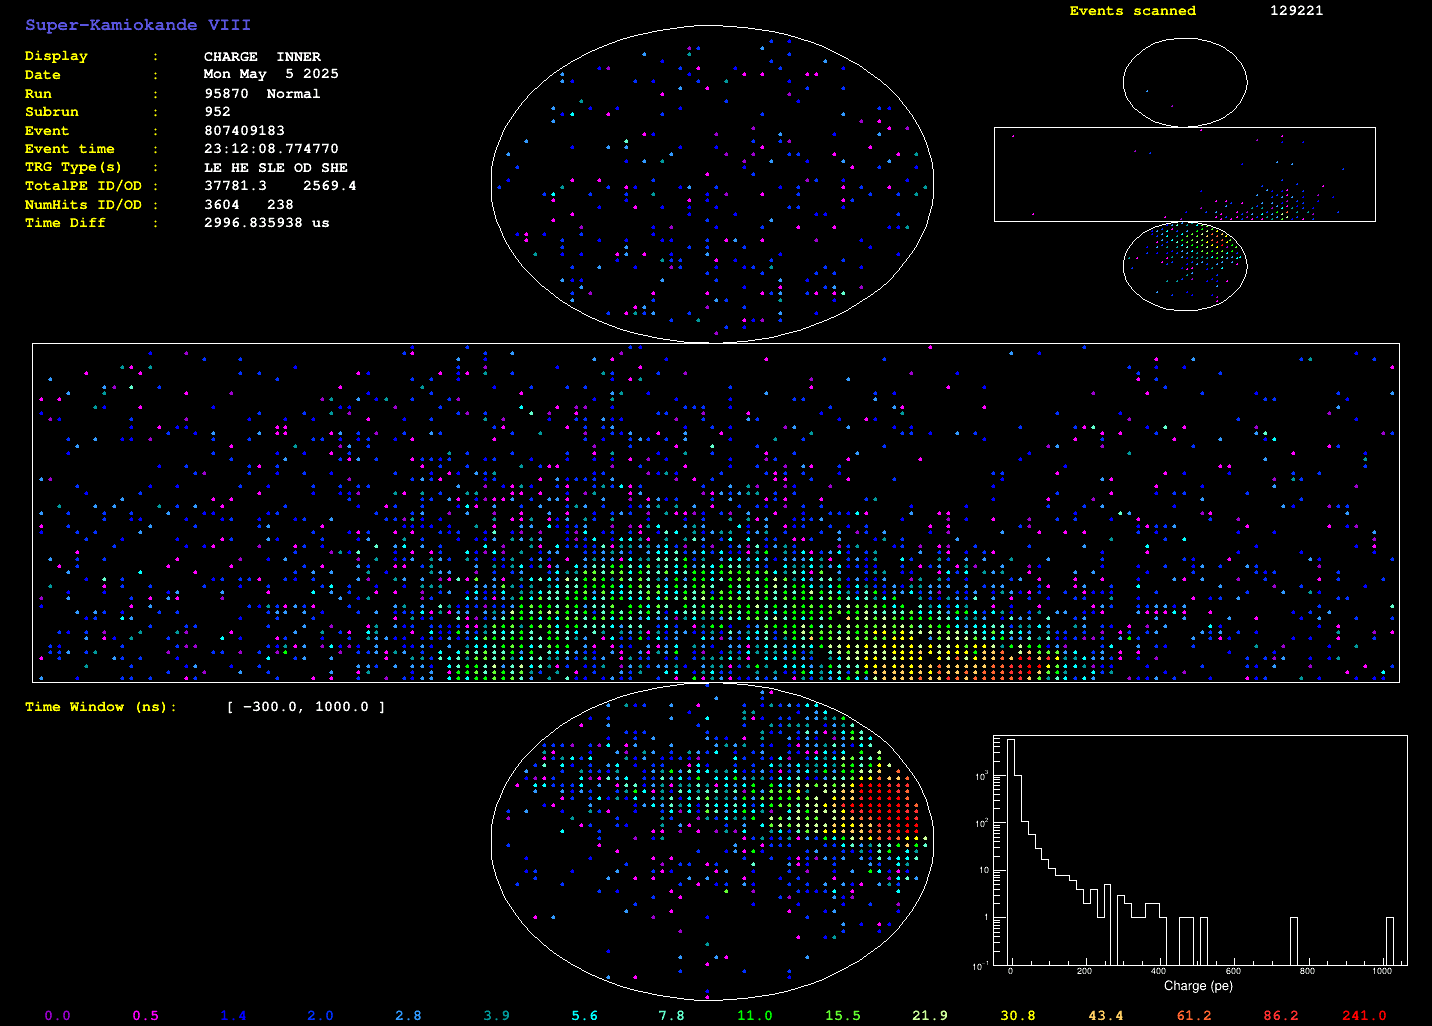 Super-Kamiokande VIII
Events scanned 129221
Display : CHARGE INNER
Date : Mon May 5 2025
Run : 95870 Normal
Subrun : 952
Event : 807409183
Event time : 23:12:08.774770
TRG Type(s) : LE HE SLE OD SHE
TotalPE ID/OD : 37781.3 2569.4
NumHits ID/OD : 3604 238
Time Diff : 2996.835938 us
Time Window (ns): [ -300.0, 1000.0 ]
10³
10²
10
1
10⁻¹
0 200 400 600 800 1000
Charge (pe)
0.0 0.5 1.4 2.0 2.8 3.9 5.6 7.8 11.0 15.5 21.9 30.8 43.4 61.2 86.2 241.0